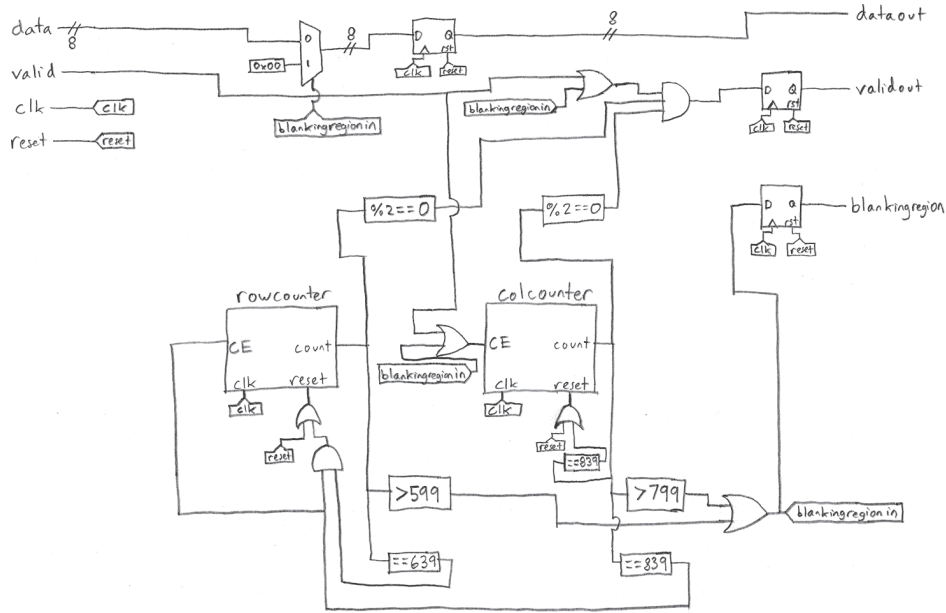 data
8
0
1
0x00
8
D Q
rst
clk
reset
8
dataout
valid
blankingregionin
blankingregionin
D Q
rst
clk
reset
validout
clk
clk
reset
reset
%2==0
%2==0
D Q
rst
clk
reset
blankingregion
rowcounter
CE
count
clk
reset
clk
reset
colcounter
CE
count
clk
reset
clk
reset
blankingregionin
==839
>599
>799
blankingregionin
==639
==839